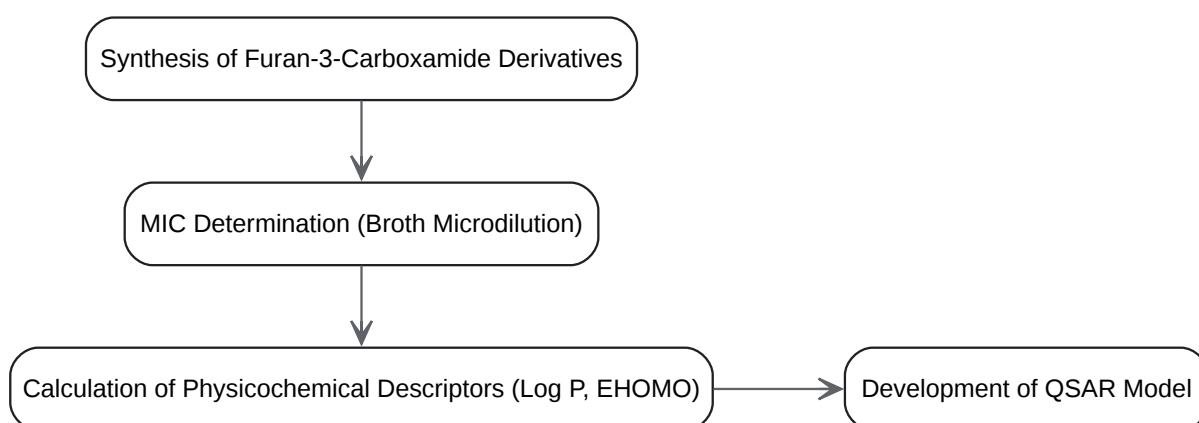 Synthesis of Furan-3-Carboxamide Derivatives
MIC Determination (Broth Microdilution)
Calculation of Physicochemical Descriptors (Log P, EHOMO)
Development of QSAR Model